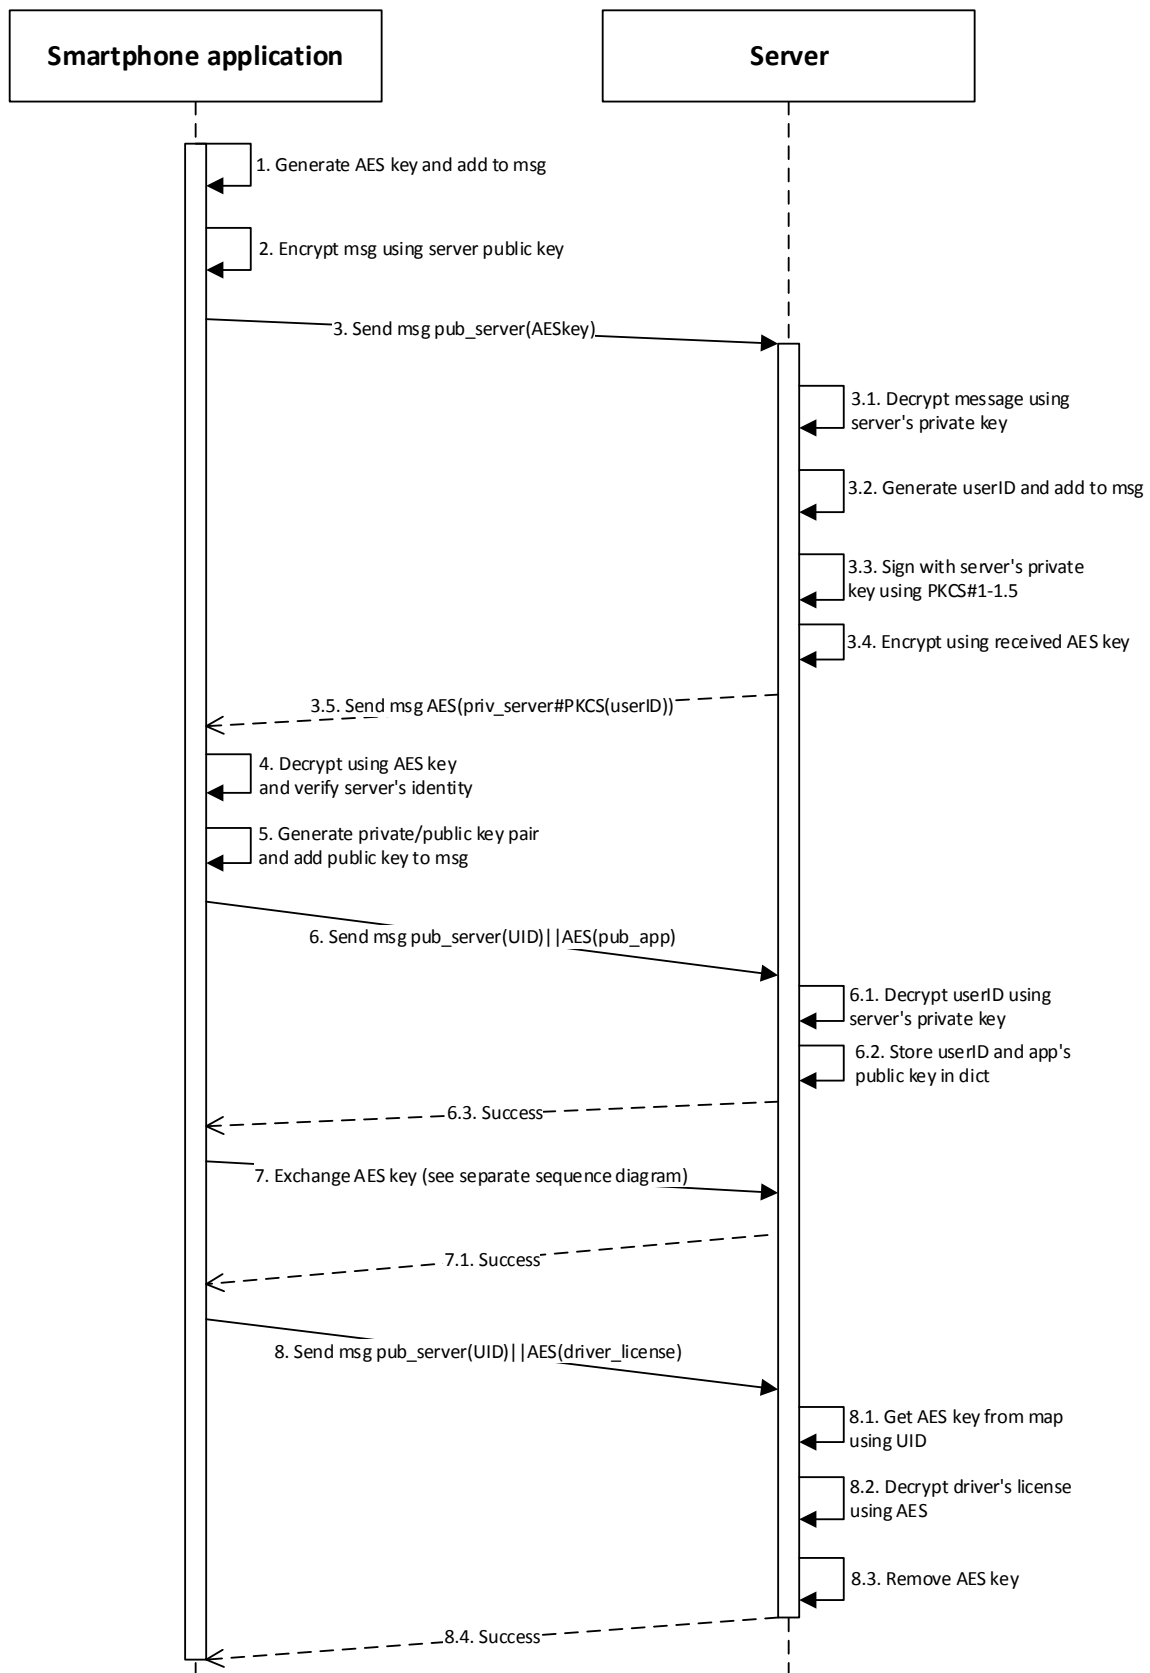 Smartphone application
Server
1. Generate AES key and add to msg
2. Encrypt msg using server public key
3. Send msg pub_server(AESkey)
3.1. Decrypt message using
server's private key
3.2. Generate userID and add to msg
3.3. Sign with server's private
key using PKCS#1-1.5
3.4. Encrypt using received AES key
3.5. Send msg AES(priv_server#PKCS(userID))
4. Decrypt using AES key
and verify server's identity
5. Generate private/public key pair
and add public key to msg
6. Send msg pub_server(UID)||AES(pub_app)
6.1. Decrypt userID using
server's private key
6.2. Store userID and app's
public key in dict
6.3. Success
7. Exchange AES key (see separate sequence diagram)
7.1. Success
8. Send msg pub_server(UID)||AES(driver_license)
8.1. Get AES key from map
using UID
8.2. Decrypt driver's license
using AES
8.3. Remove AES key
8.4. Success